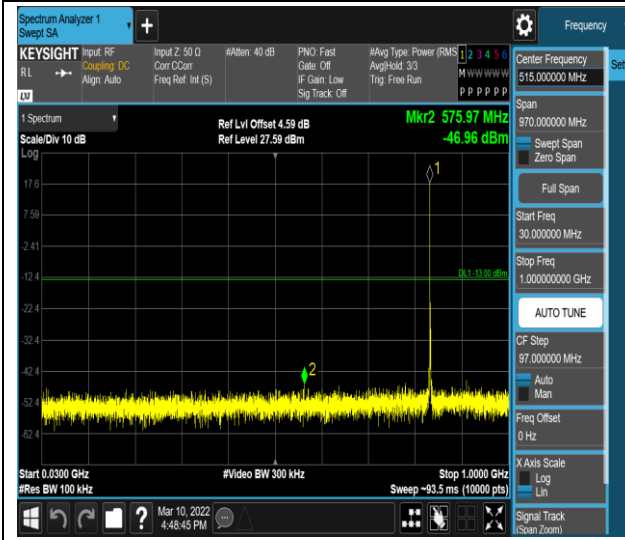 Spectrum Analyzer 1
Swept SA
Frequency
KEYSIGHT
RL
LXI
Input: RF
Coupling: DC
Align: Auto
Input Z: 50 Ω
Corr CCorr
Freq Ref: Int (S)
#Atten: 40 dB
PNO: Fast
Gate: Off
IF Gain: Low
Sig Track: Off
#Avg Type: Power (RMS
Avg|Hold: 3/3
Trig: Free Run
1 2 3 4 5 6
M W W W W W
P P P P P P
1 Spectrum
Scale/Div 10 dB
Log
Ref Lvl Offset 4.59 dB
Ref Level 27.59 dBm
Mkr2 575.97 MHz
-46.96 dBm
1
17.6
7.59
-2.41
-12.4
DL1 -13.00 dBm
-22.4
-32.4
-42.4
2
-52.4
-62.4
Start 0.0300 GHz
#Res BW 100 kHz
#Video BW 300 kHz
Stop 1.0000 GHz
Sweep ~93.5 ms (10000 pts)
?
Mar 10, 2022
4:48:45 PM
Center Frequency
515.000000 MHz
Set
Span
970.000000 MHz
Swept Span
Zero Span
Full Span
Start Freq
30.000000 MHz
Stop Freq
1.000000000 GHz
AUTO TUNE
CF Step
97.000000 MHz
Auto
Man
Freq Offset
0 Hz
X Axis Scale
Log
Lin
Signal Track
(Span Zoom)